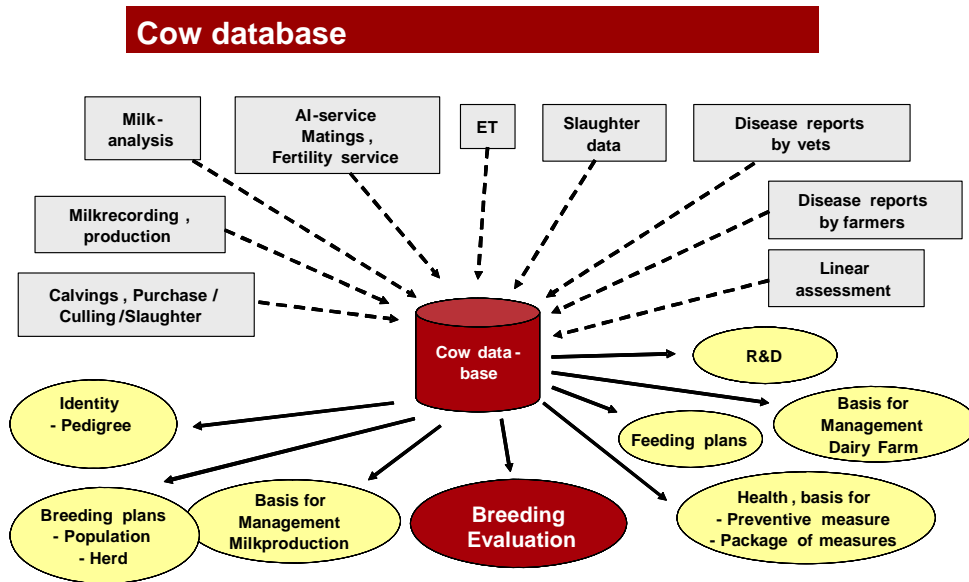 Cow database
Milk-
analysis
AI-service
Matings ,
Fertility service
ET
Slaughter
data
Disease reports
by vets
Milkrecording ,
production
Disease reports
by farmers
Calvings , Purchase /
Culling /Slaughter
Linear
assessment
Cow data -
base
R&D
Identity
- Pedigree
Feeding plans
Basis for
Management
Dairy Farm
Breeding plans
- Population
- Herd
Basis for
Management
Milkproduction
Breeding
Evaluation
Health , basis for
- Preventive measure
- Package of measures